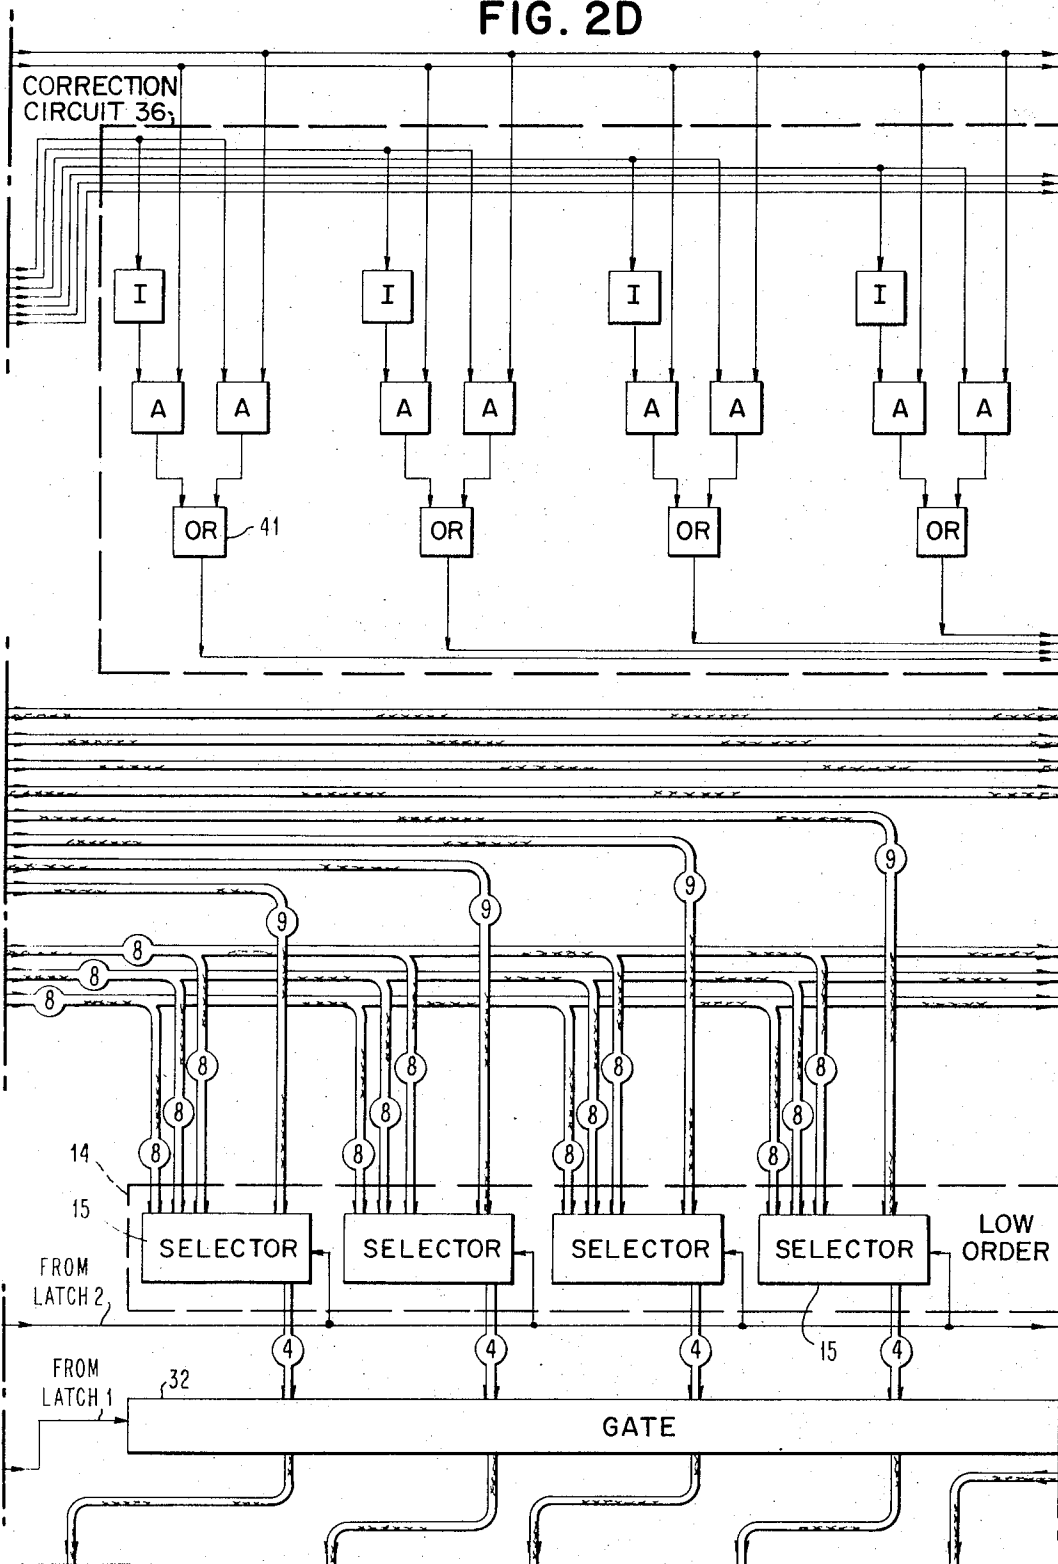 FIG. 2D
CORRECTION
CIRCUIT 36
I I I I
A A A A A A A A
OR 41 OR OR OR
9
9
9
9
8
8
8
8 8 8 8
8 8 8 8
8 8 8 8
14
15
SELECTOR SELECTOR SELECTOR SELECTOR
LOW
ORDER
FROM
LATCH 2
4 4 4 15 4
FROM
LATCH 1
32
GATE